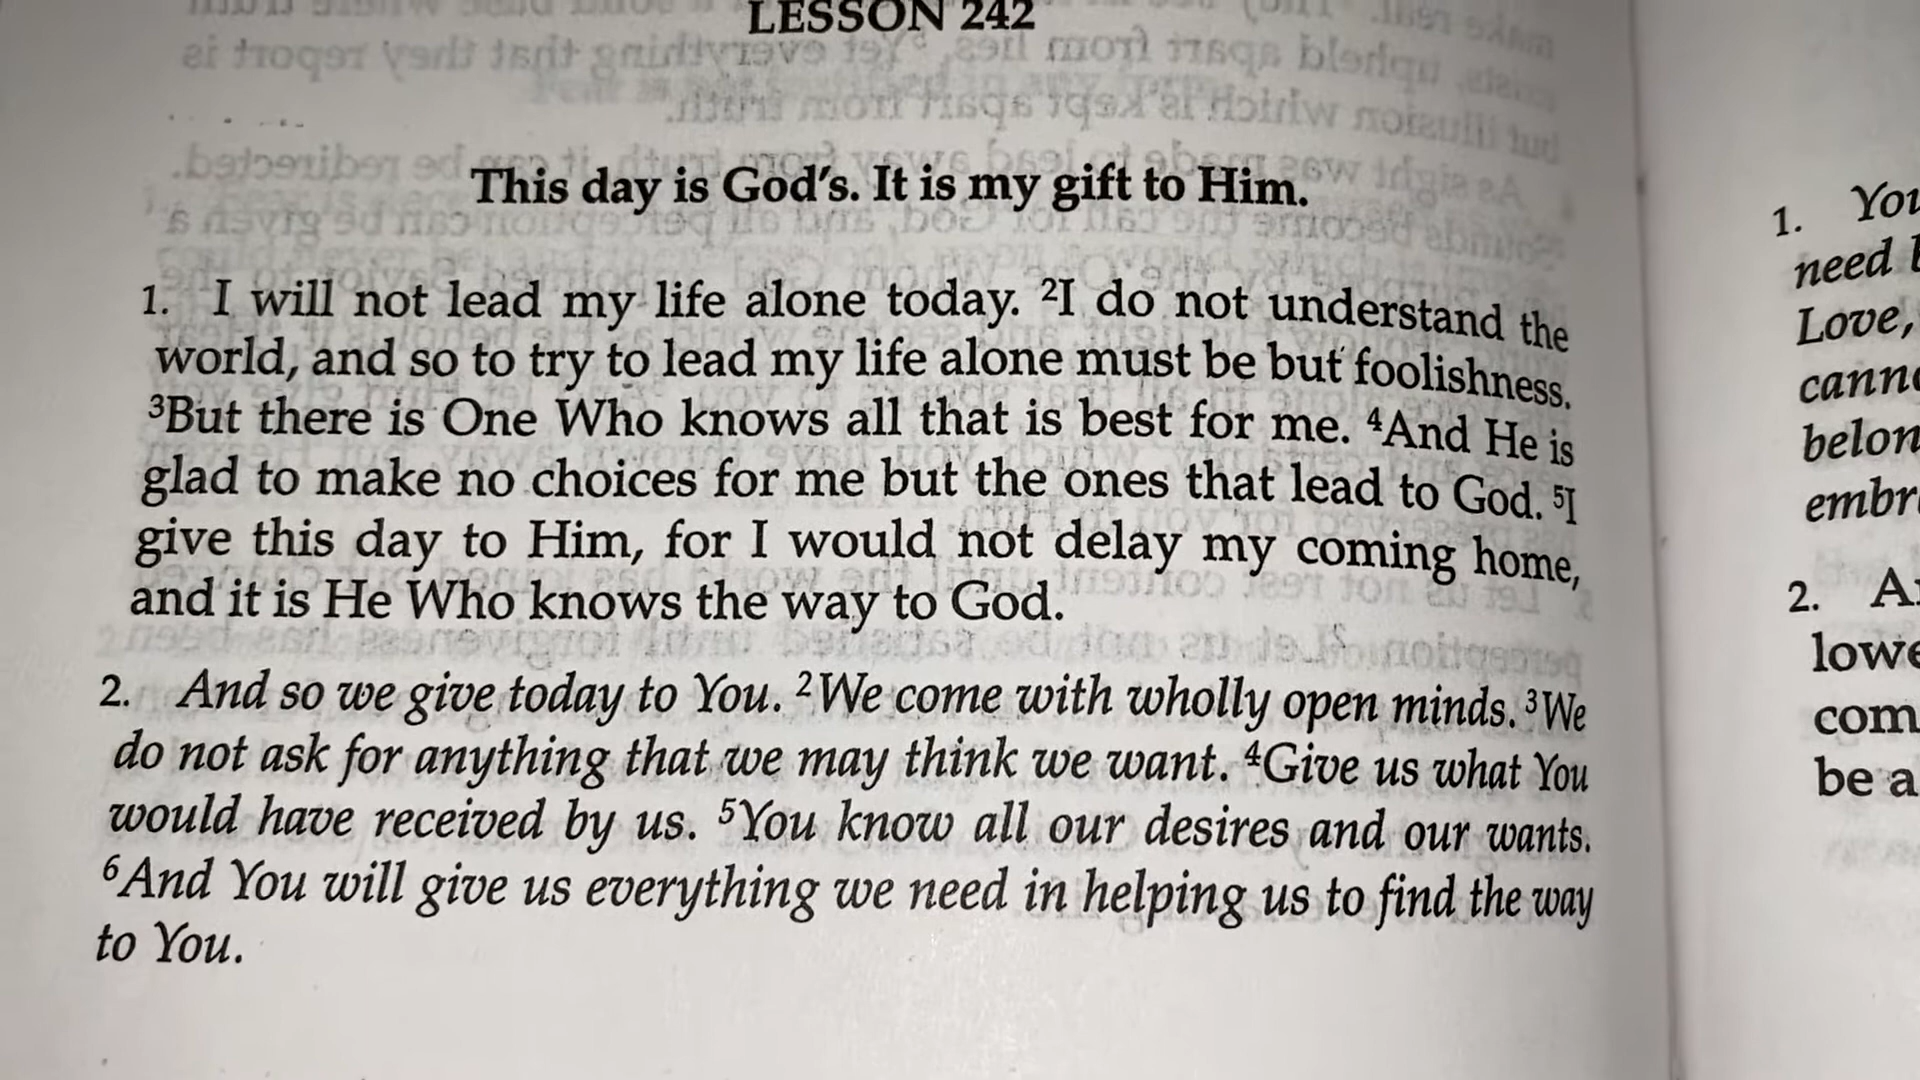 LESSON 242
This day is God's. It is my gift to Him.
1. I will not lead my life alone today. ²I do not understand the
world, and so to try to lead my life alone must be but foolishness.
³But there is One Who knows all that is best for me. ⁴And He is
glad to make no choices for me but the ones that lead to God. ⁵I
give this day to Him, for I would not delay my coming home,
and it is He Who knows the way to God.
2. And so we give today to You. ²We come with wholly open minds. ³We
do not ask for anything that we may think we want. ⁴Give us what You
would have received by us. ⁵You know all our desires and our wants.
⁶And You will give us everything we need in helping us to find the way
to You.
1.
need
Love,
2.
be a